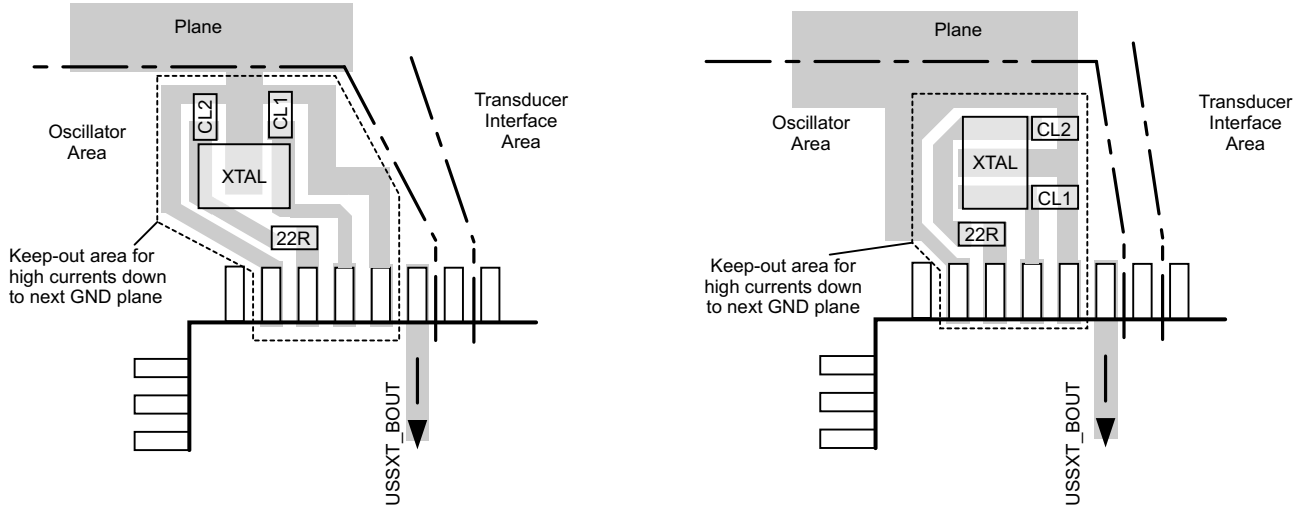 Plane
Oscillator
Area
Transducer
Interface
Area
CL2
CL1
XTAL
22R
Keep-out area for
high currents down
to next GND plane
USSXT_BOUT
Plane
Oscillator
Area
Transducer
Interface
Area
CL2
XTAL
CL1
22R
Keep-out area for
high currents down
to next GND plane
USSXT_BOUT